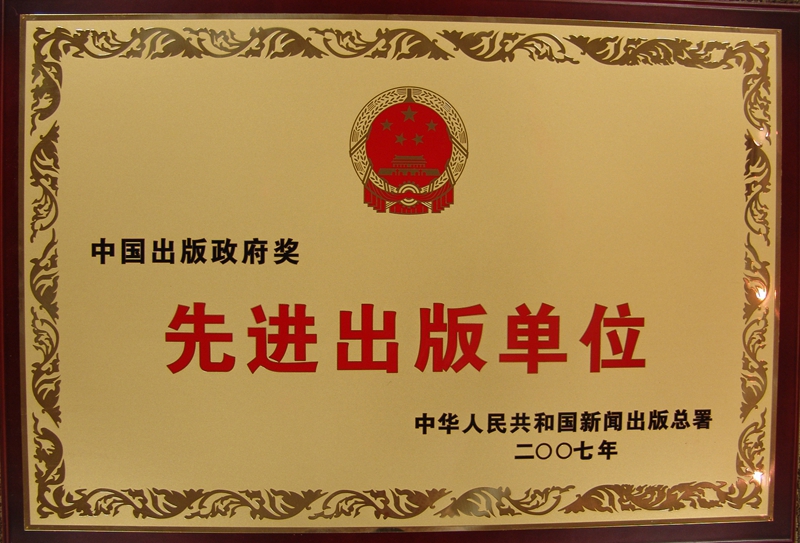 中国出版政府奖
先进出版单位
中华人民共和国新闻出版总署
二〇〇七年